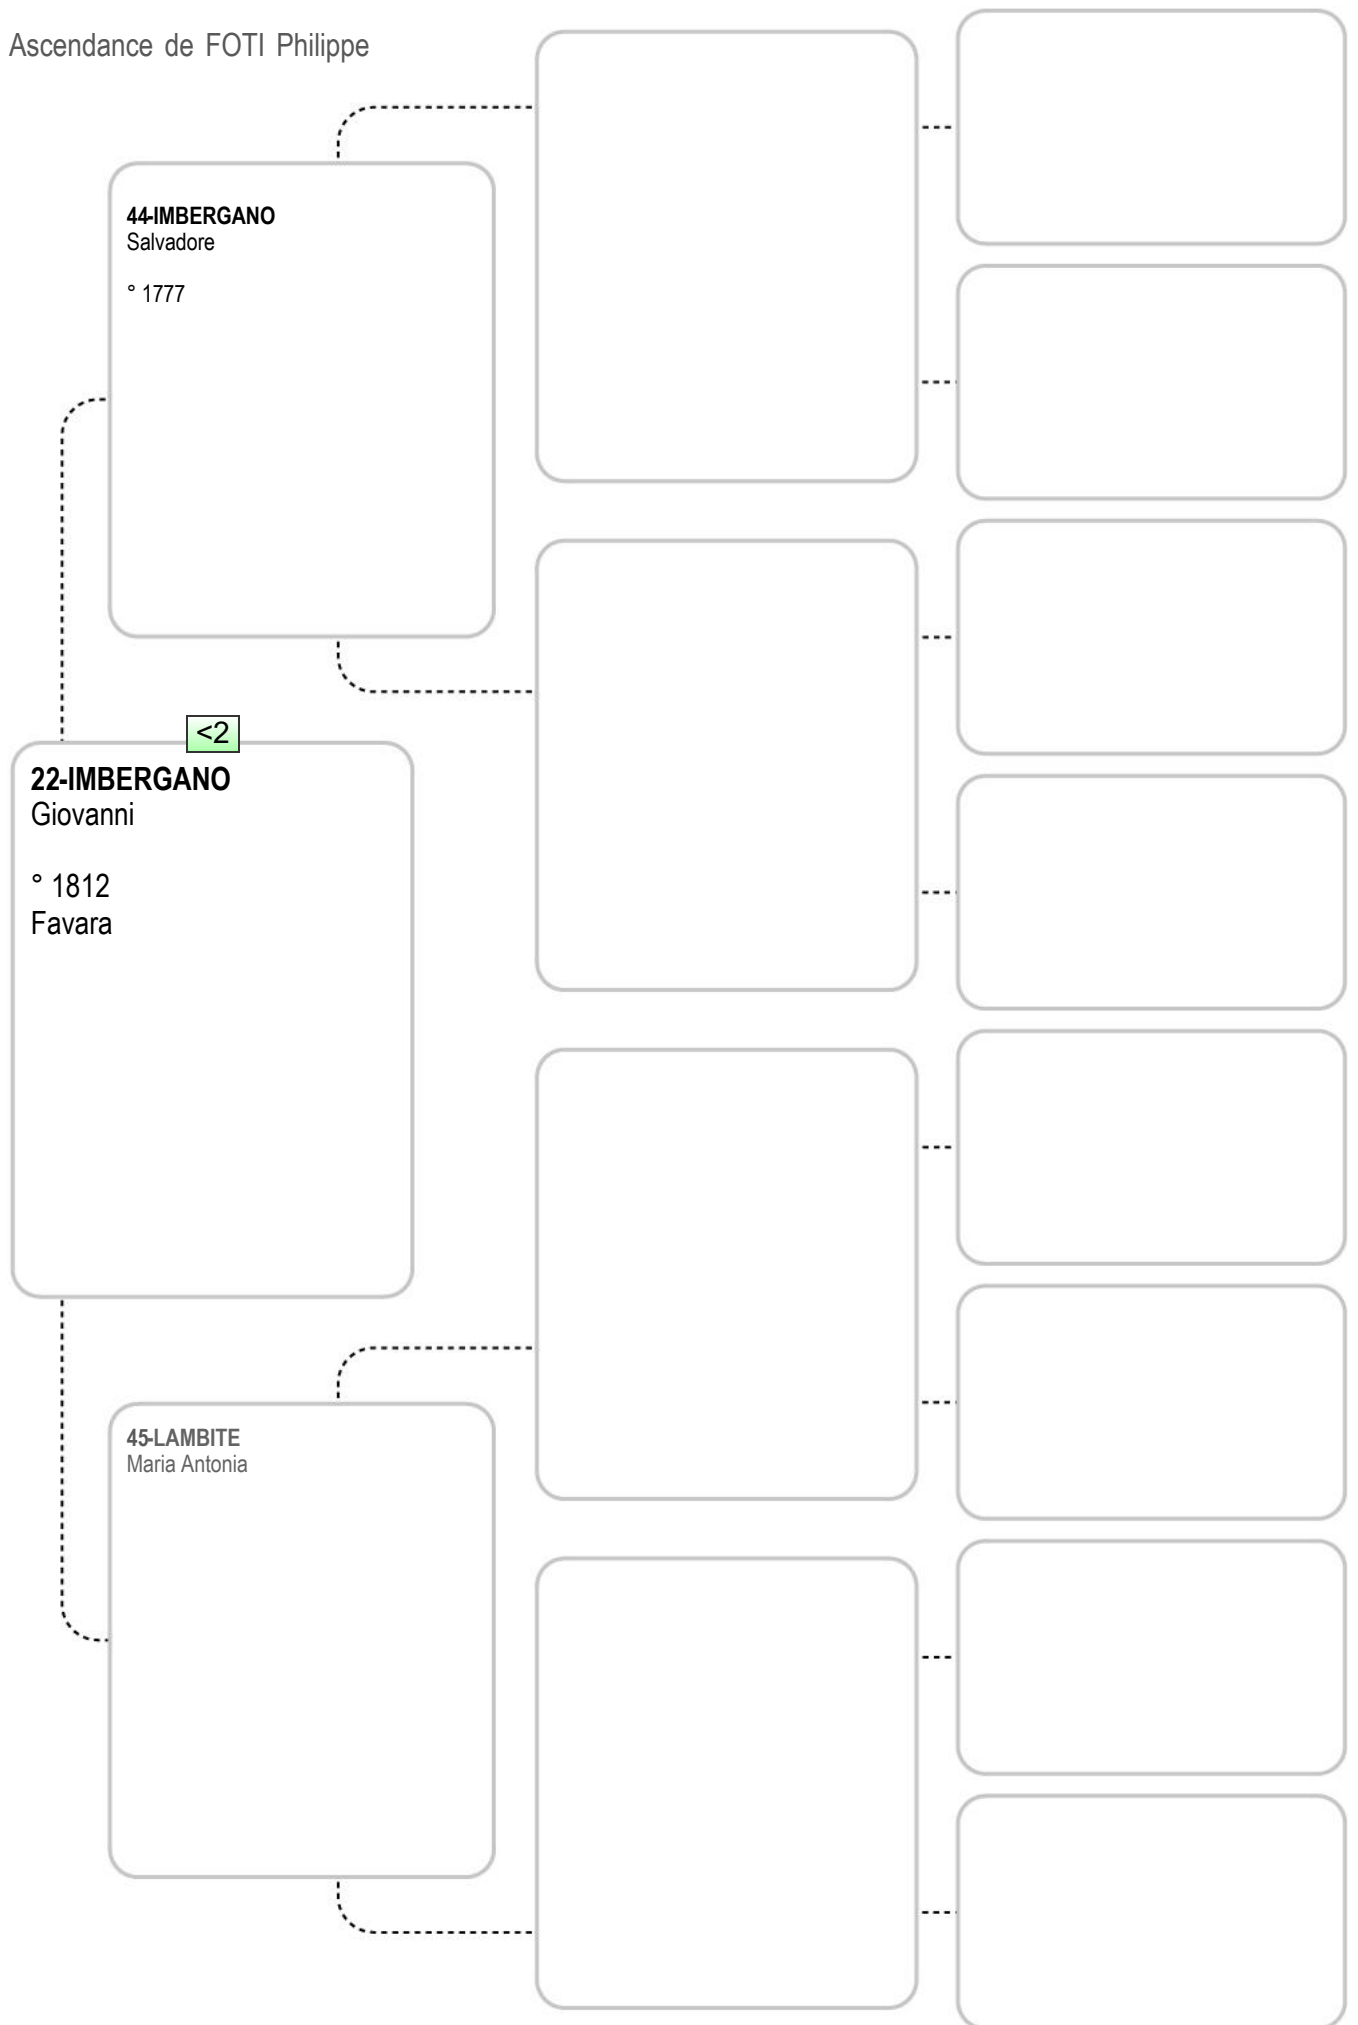 Ascendance de FOTI Philippe
44-IMBERGANO
Salvadore
° 1777
<2
22-IMBERGANO
Giovanni
° 1812
Favara
45-LAMBITE
Maria Antonia